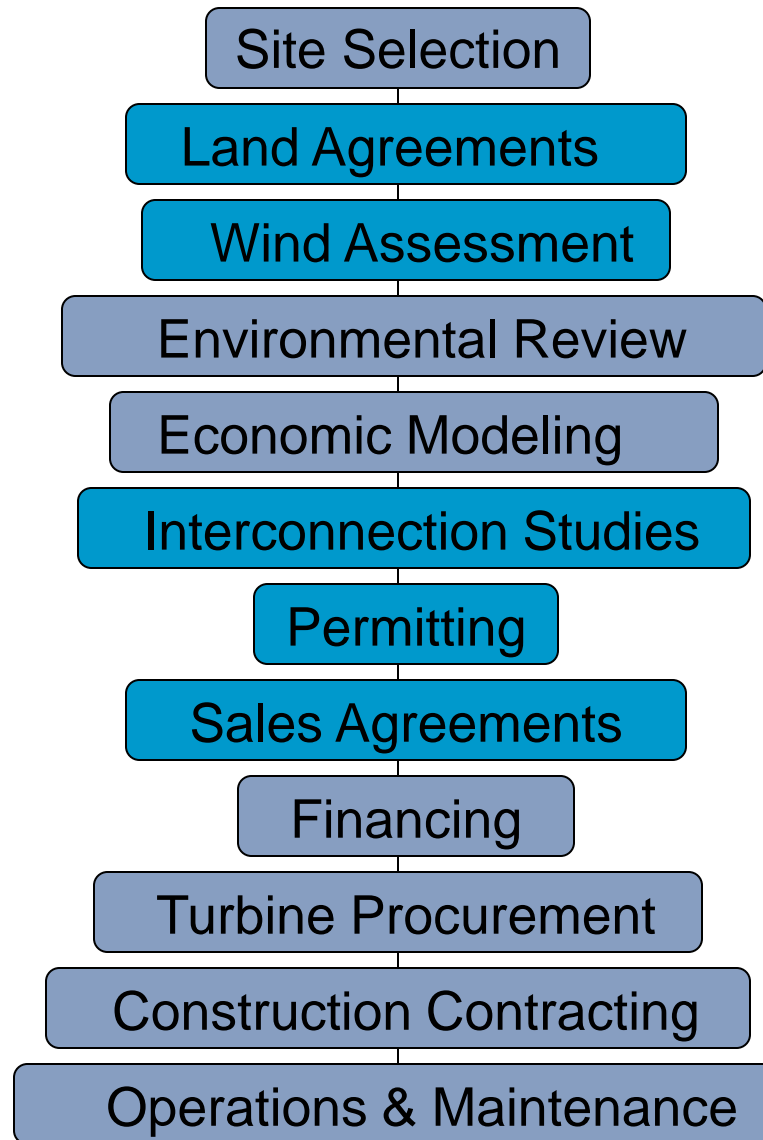 Site Selection
Land Agreements
Wind Assessment
Environmental Review
Economic Modeling
Interconnection Studies
Permitting
Sales Agreements
Financing
Turbine Procurement
Construction Contracting
Operations & Maintenance